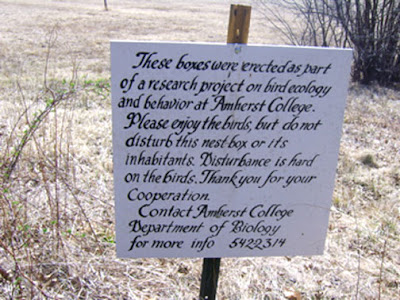 These boxes were erected as part
of a research project on bird ecology
and behavior at Amherst College.
Please enjoy the birds, but do not
disturb this nest box or its
inhabitants. Disturbance is hard
on the birds. Thank you for your
Cooperation.
Contact Amherst College
Department of Biology
for more info 5422314